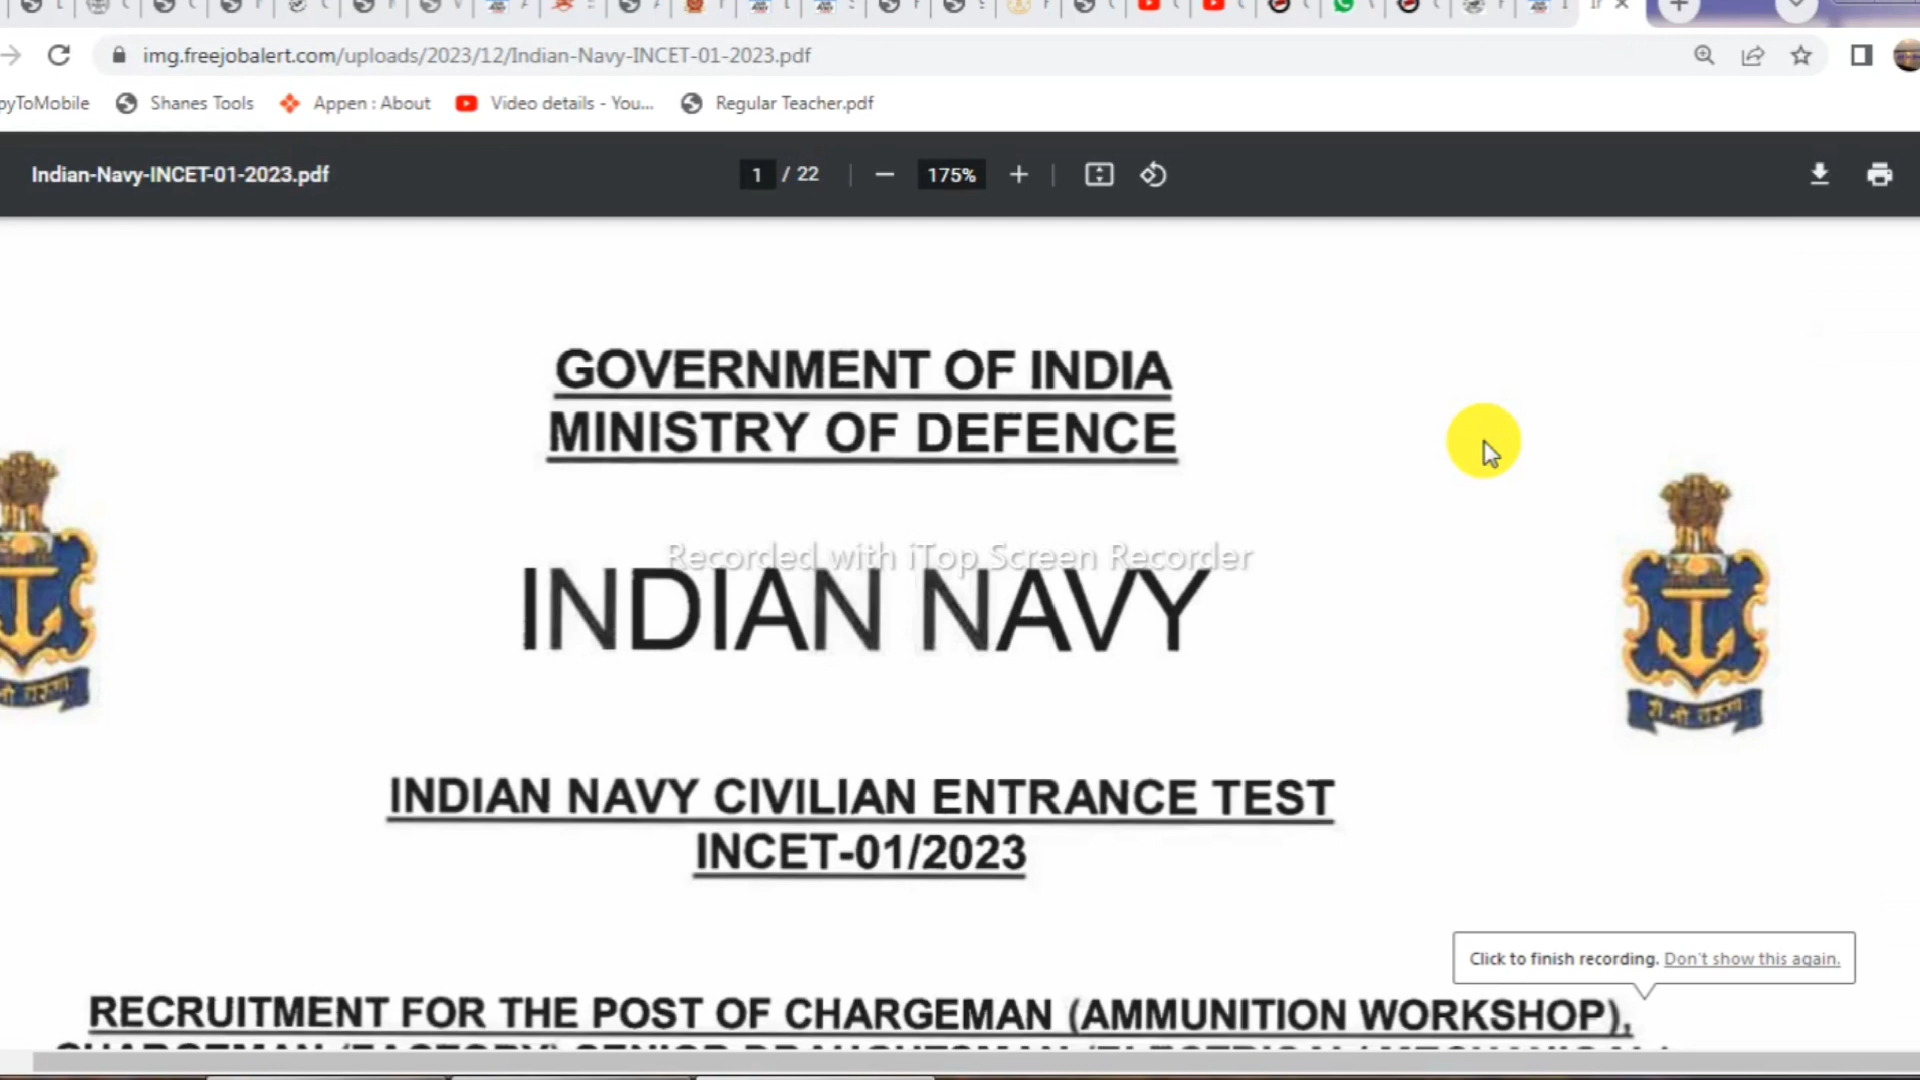 img.freejobalert.com/uploads/2023/12/Indian-Navy-INCET-01-2023.pdf
pyToMobile Shanes Tools Appen : About Video details - You... Regular Teacher.pdf
Indian-Navy-INCET-01-2023.pdf 1 / 22 175%
GOVERNMENT OF INDIA
MINISTRY OF DEFENCE
Recorded with iTop Screen Recorder
INDIAN NAVY
INDIAN NAVY CIVILIAN ENTRANCE TEST
INCET-01/2023
Click to finish recording. Don't show this again.
RECRUITMENT FOR THE POST OF CHARGEMAN (AMMUNITION WORKSHOP),